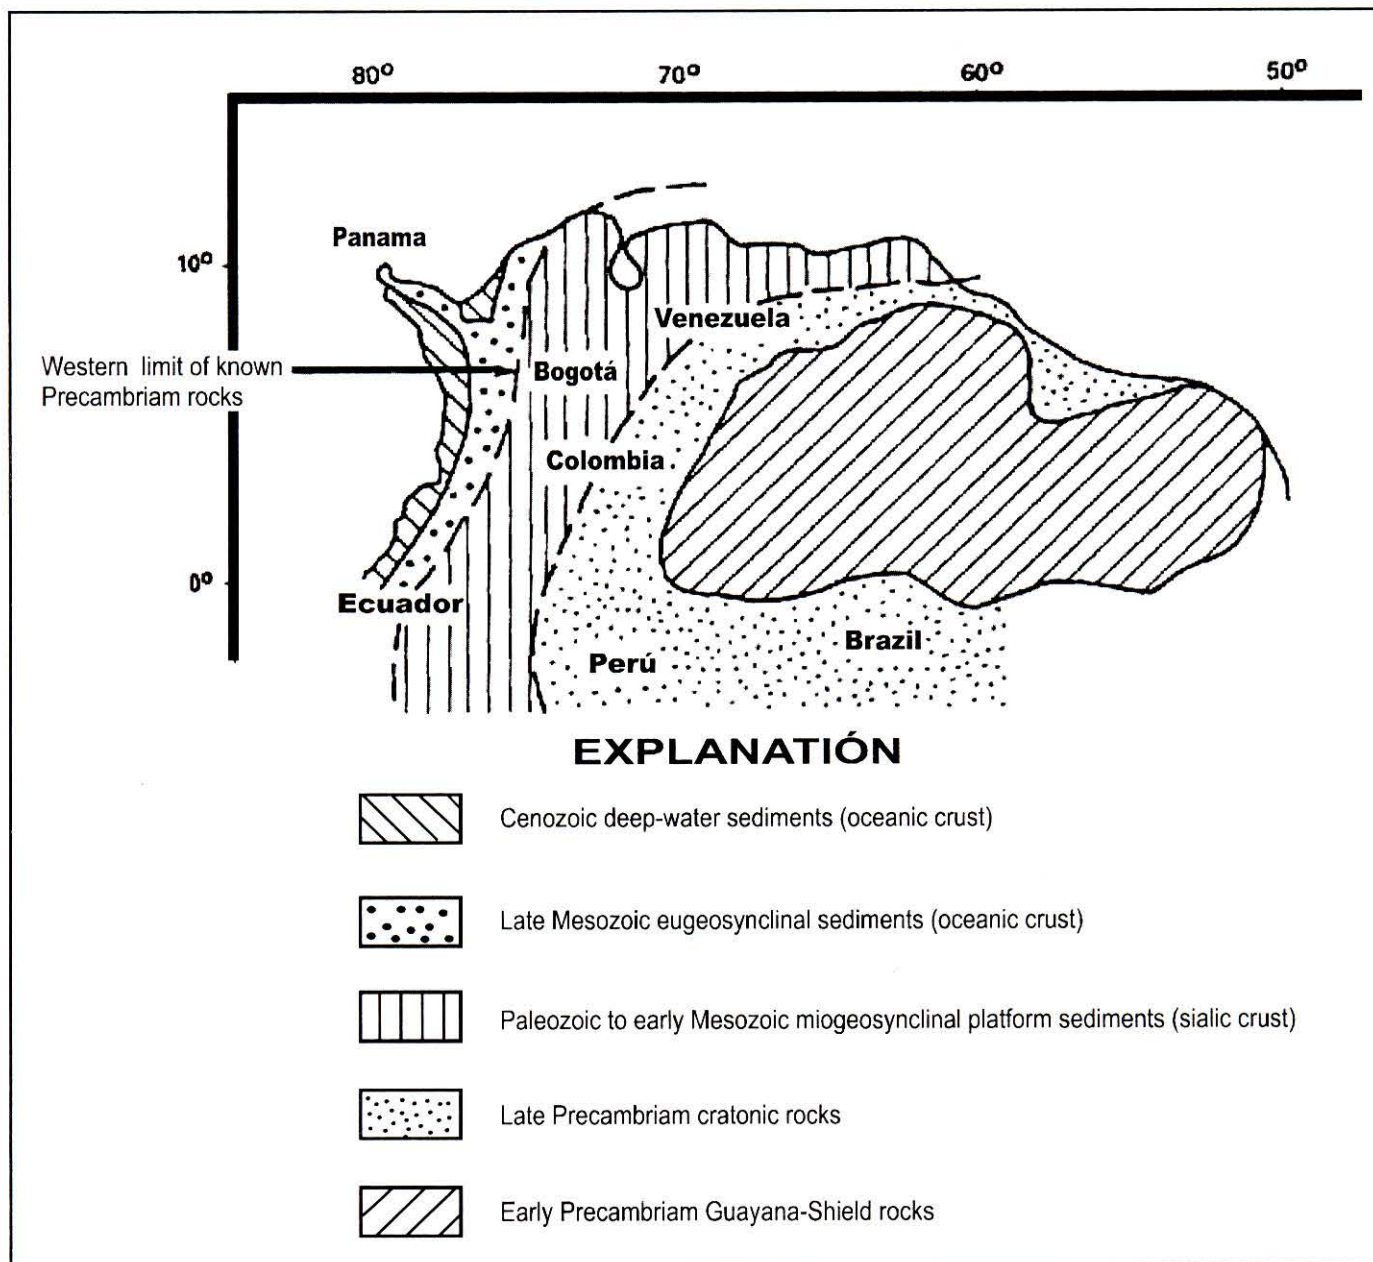 80º 70º 60º 50º
Panama
10º
Venezuela
Western limit of known
Precambriam rocks
Bogotá
Colombia
0º
Ecuador
Brazil
Perú
EXPLANATIÓN
Cenozoic deep-water sediments (oceanic crust)
Late Mesozoic eugeosynclinal sediments (oceanic crust)
Paleozoic to early Mesozoic miogeosynclinal platform sediments (sialic crust)
Late Precambriam cratonic rocks
Early Precambriam Guayana-Shield rocks